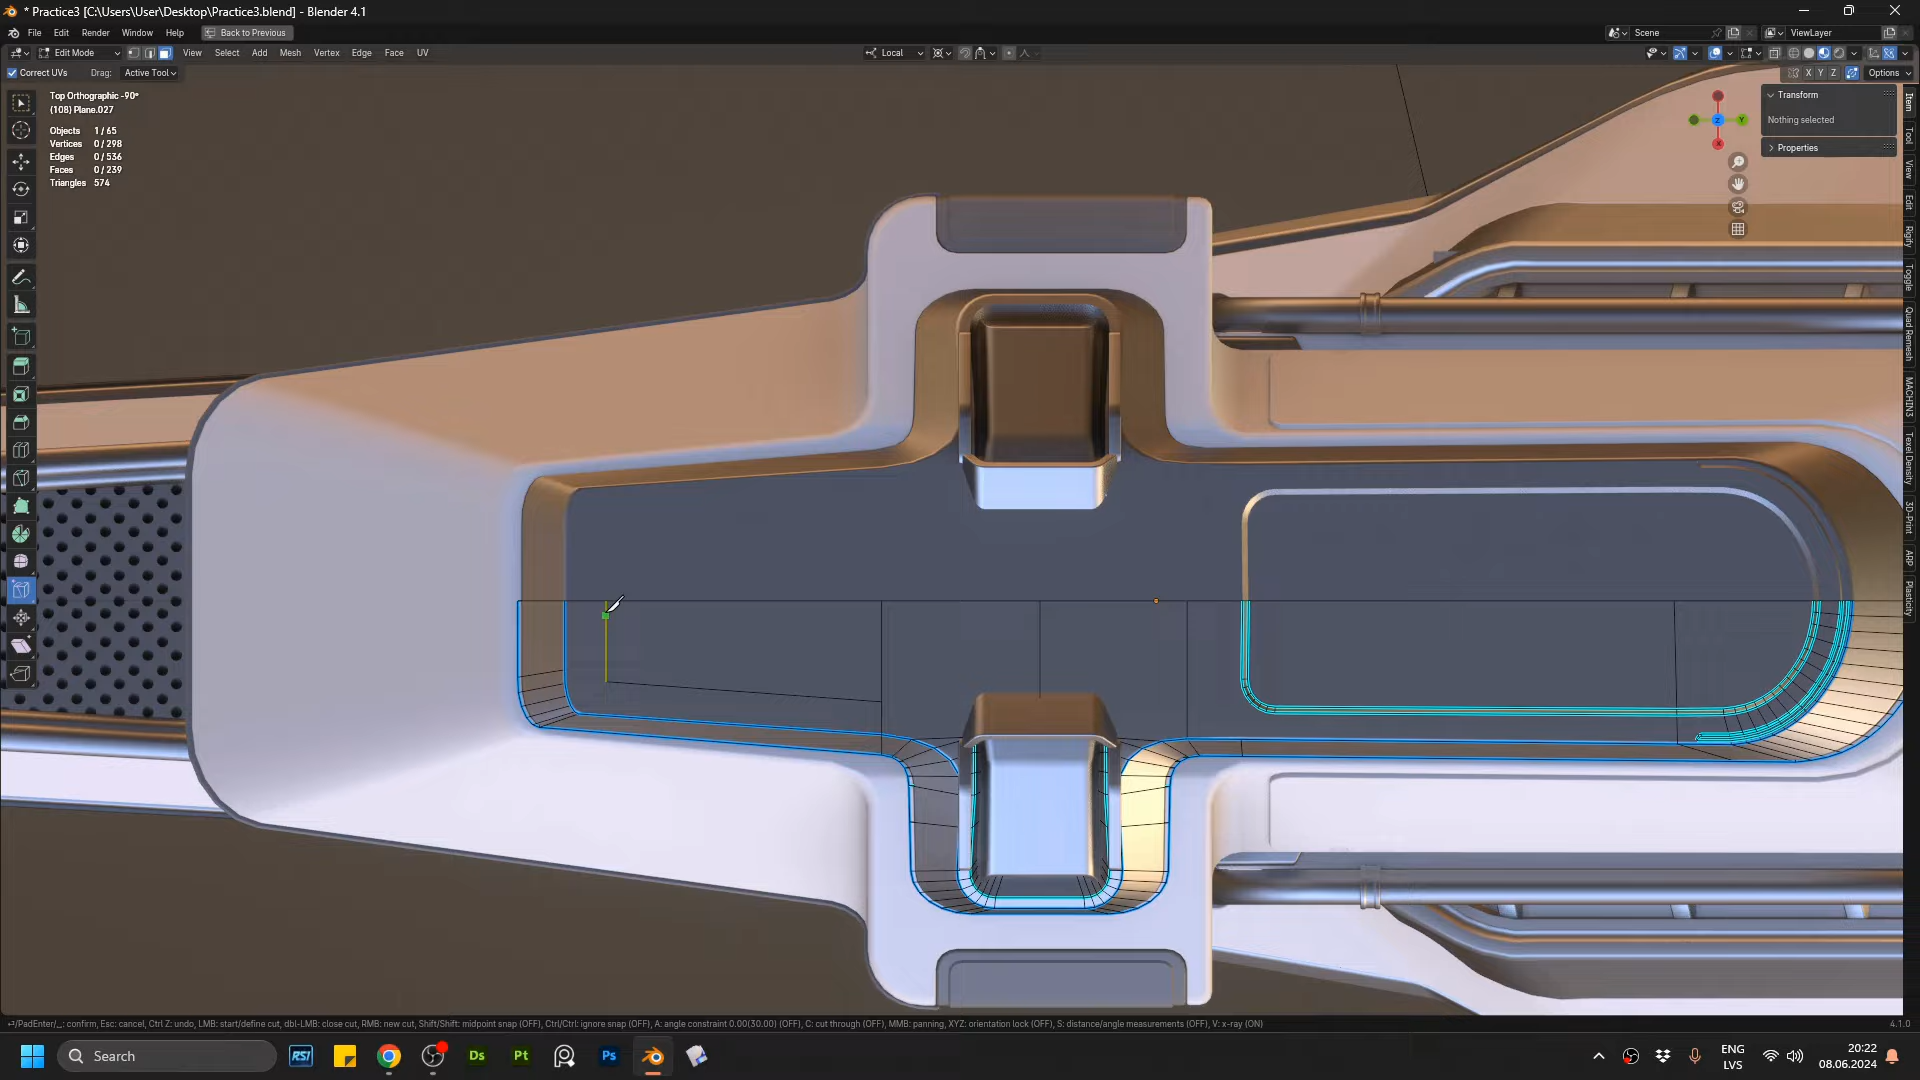 * Practice3 [C:\Users\User\Desktop\Practice3.blend] - Blender 4.1
File Edit Render Window Help Back to Previous
Scene ViewLayer
Edit Mode View Select Add Mesh Vertex Edge Face UV
Local
Correct UVs Drag: Active Tool
X Y Z Options
Top Orthographic -90°
(108) Plane.027
Objects 1 / 65
Vertices 0 / 298
Edges 0 / 536
Faces 0 / 239
Triangles 574
Transform
Nothing selected
Properties
Z Y X
Item
Tool
View
Edit
Rigify
Toggle
Quad Remesh
MACHIN3
Texel Density
3D-Print
ARP
Plasticity
⏎/PadEnter/_: confirm, Esc: cancel, Ctrl Z: undo, LMB: start/define cut, dbl-LMB: close cut, RMB: new cut, Shift/Shift: midpoint snap (OFF), Ctrl/Ctrl: ignore snap (OFF), A: angle constraint 0.00(30.00) (OFF), C: cut through (OFF), MMB: panning, XYZ: orientation lock (OFF), S: distance/angle measurements (OFF), V: x-ray (ON)
4.1.0
Search
RSI
Ds
Pt
Ps
ENG
LVS
20:22
08.06.2024